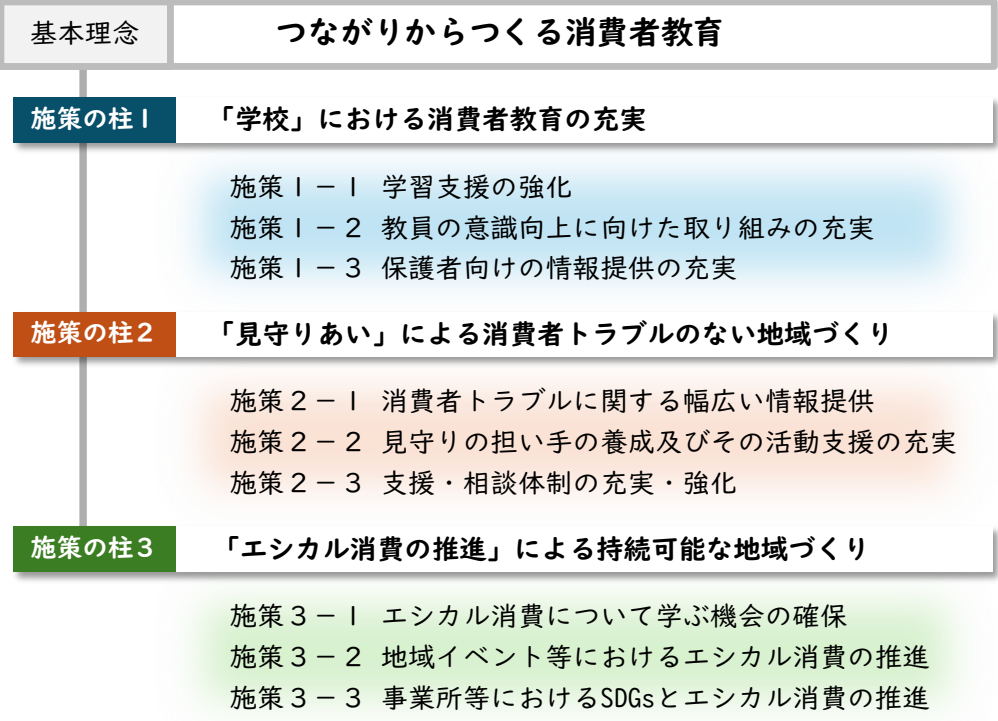 基本理念 つながりからつくる消費者教育
施策の柱1 「学校」における消費者教育の充実
施策1-1 学習支援の強化
施策1-2 教員の意識向上に向けた取り組みの充実
施策1-3 保護者向けの情報提供の充実
施策の柱2 「見守りあい」による消費者トラブルのない地域づくり
施策2-1 消費者トラブルに関する幅広い情報提供
施策2-2 見守りの担い手の養成及びその活動支援の充実
施策2-3 支援・相談体制の充実・強化
施策の柱3 「エシカル消費の推進」による持続可能な地域づくり
施策3-1 エシカル消費について学ぶ機会の確保
施策3-2 地域イベント等におけるエシカル消費の推進
施策3-3 事業所等におけるSDGsとエシカル消費の推進